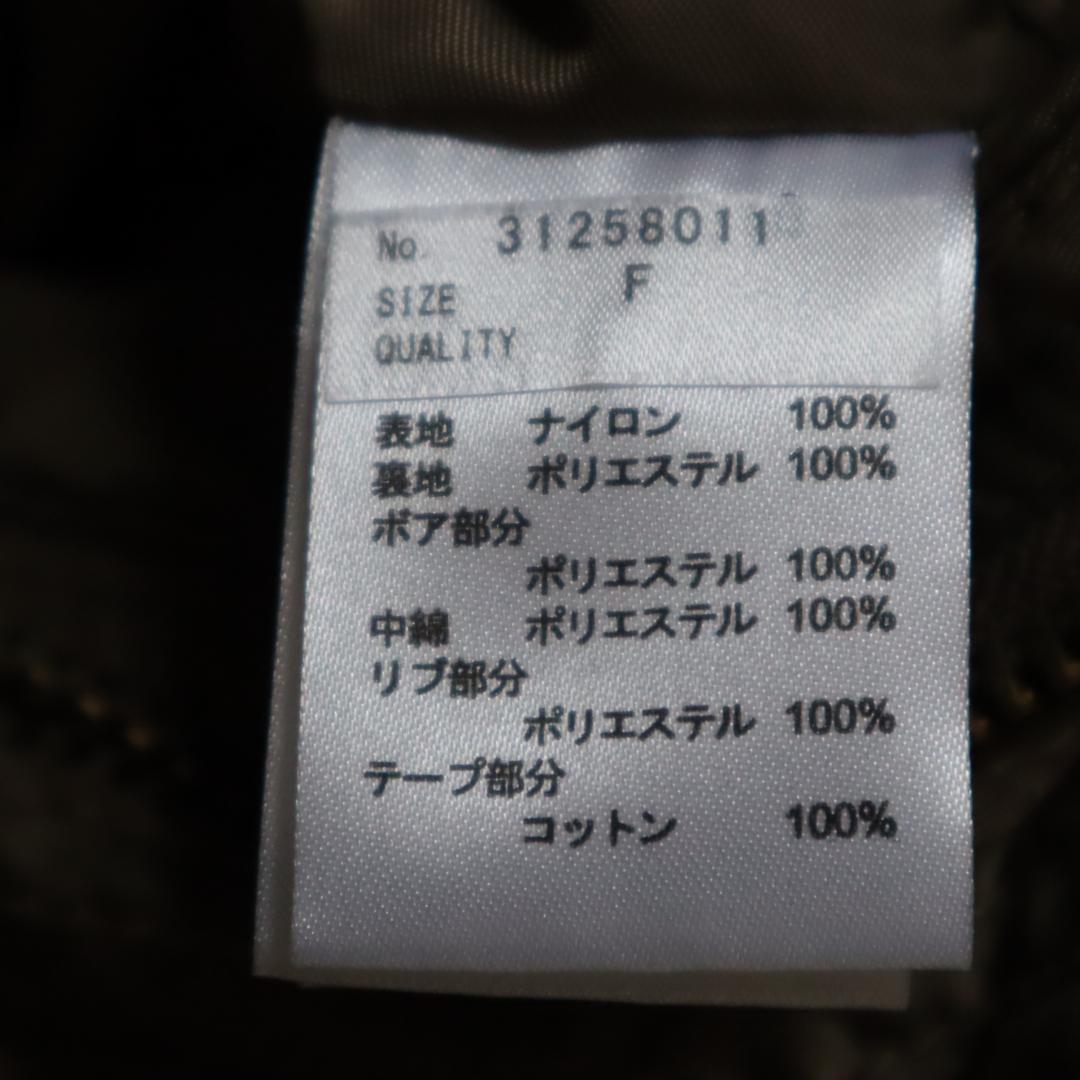 No. 31258011
SIZE F
QUALITY
表地 ナイロン 100%
裏地 ポリエステル 100%
ボア部分
ポリエステル 100%
中綿 ポリエステル 100%
リブ部分
ポリエステル 100%
テープ部分
コットン 100%